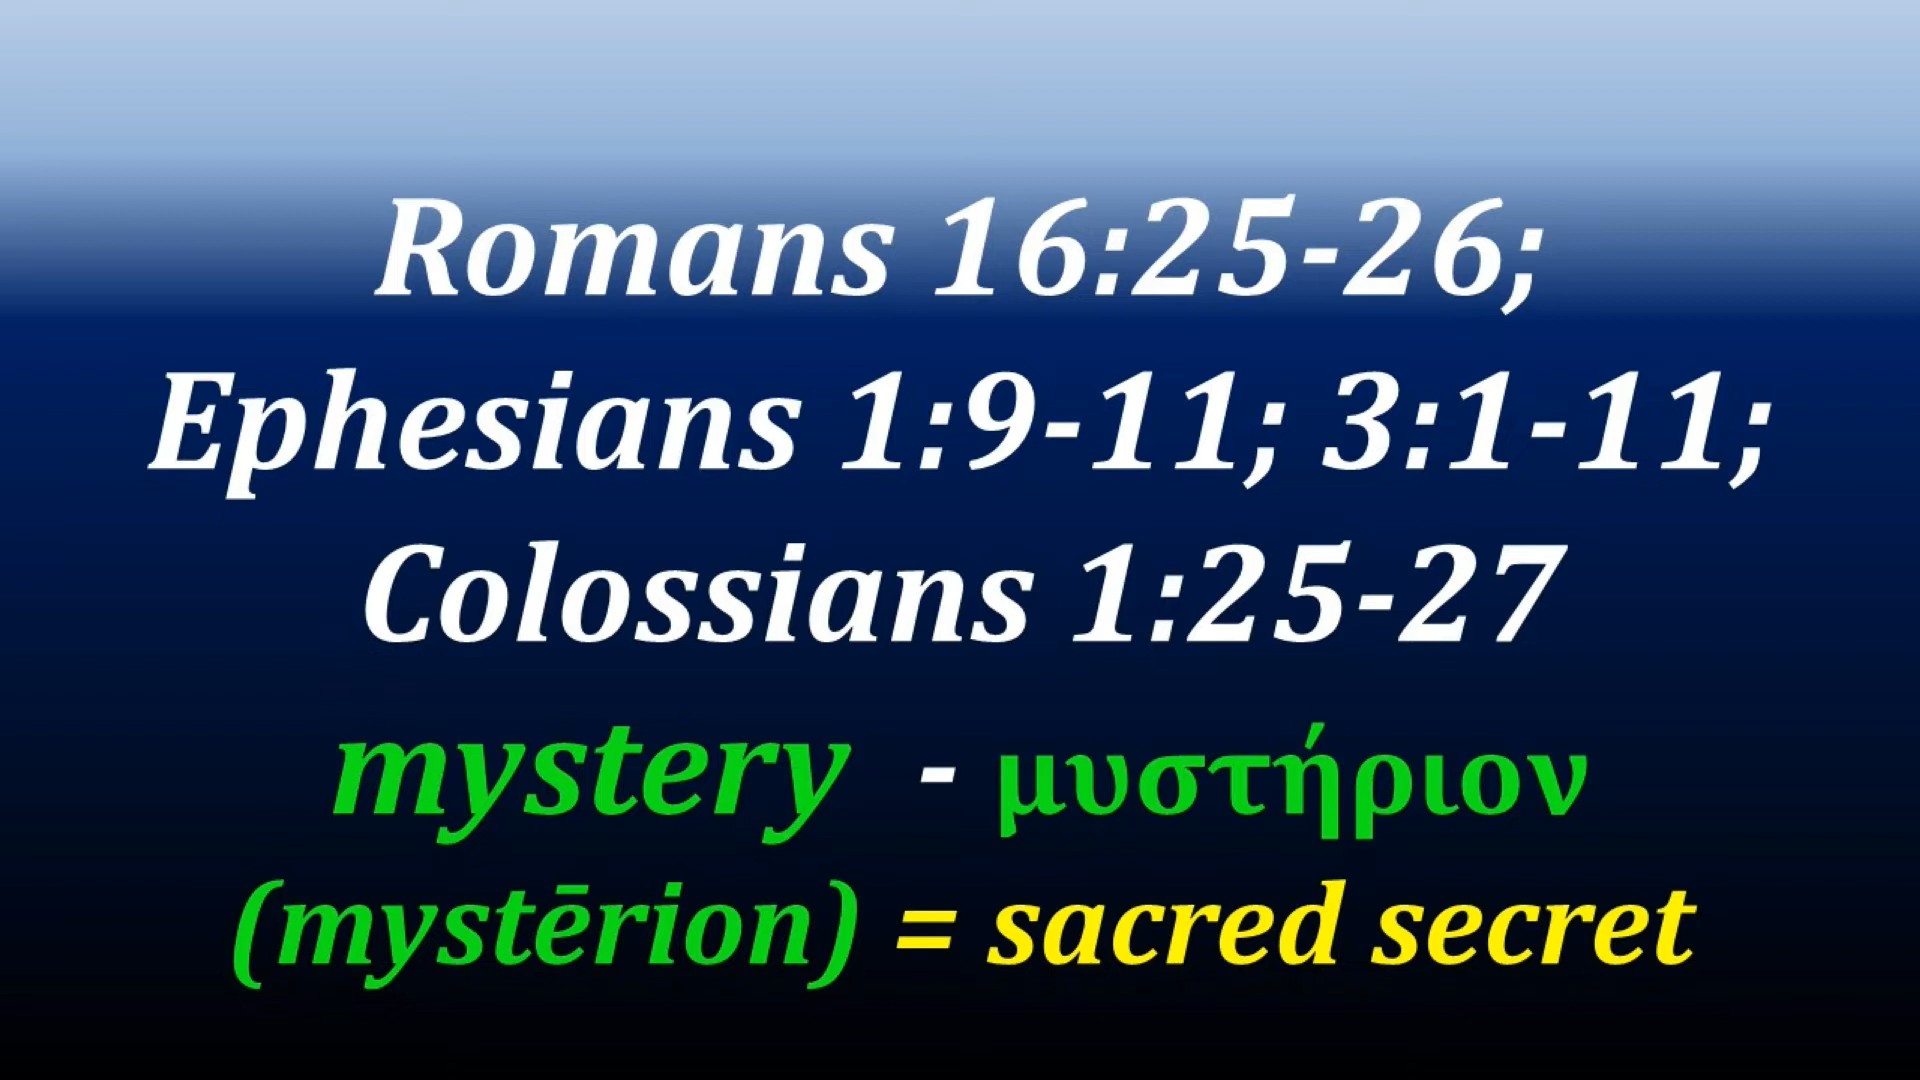 Romans 16:25-26;
Ephesians 1:9-11; 3:1-11;
Colossians 1:25-27
mystery - μυστήριον
(mystērion) = sacred secret